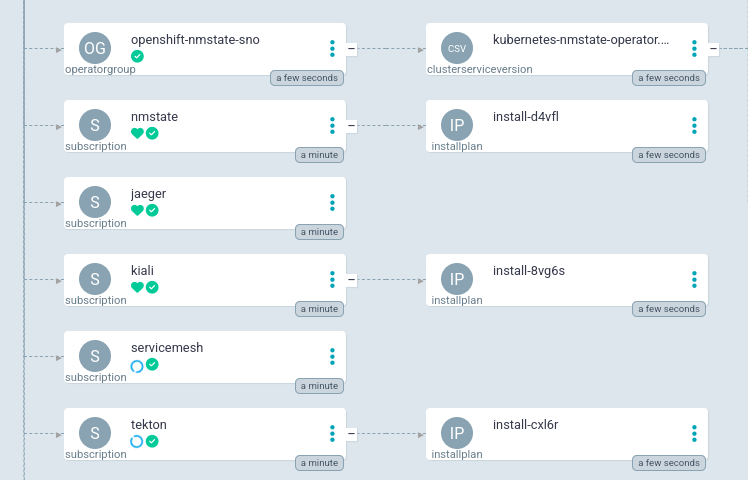 OG openshift-nmstate-sno
operatorgroup
a few seconds
CSV kubernetes-nmstate-operator....
clusterserviceversion
a few seconds
S nmstate
subscription
a minute
IP install-d4vfl
installplan
a few seconds
S jaeger
subscription
a minute
S kiali
subscription
a minute
IP install-8vg6s
installplan
a few seconds
S servicemesh
subscription
a minute
S tekton
subscription
a minute
IP install-cxl6r
installplan
a few seconds